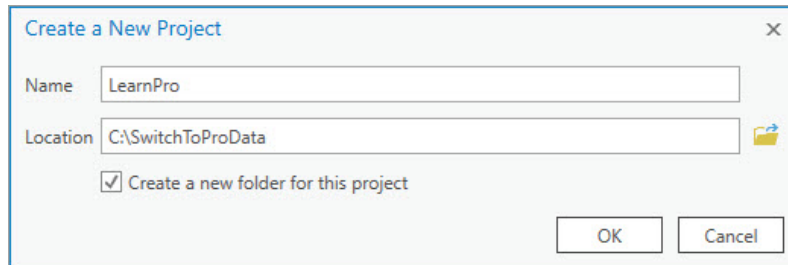 Create a New Project
Name LearnPro
Location C:\SwitchToProData
Create a new folder for this project
OK Cancel